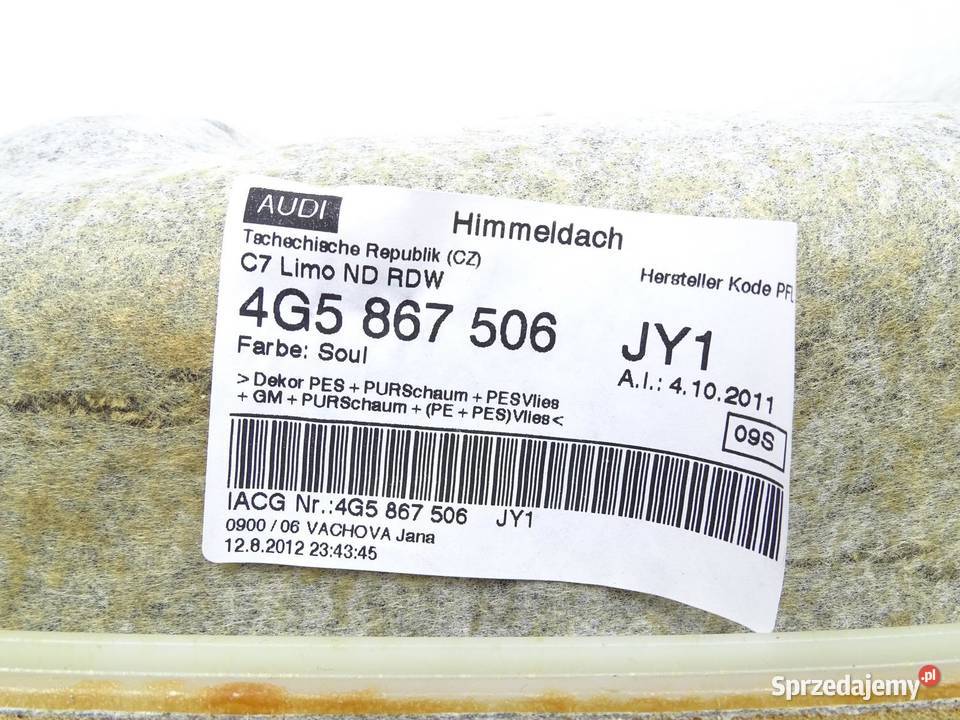 AUDI
Himmeldach
Tschechische Republik (CZ)
C7 Limo ND RDW
Hersteller Kode PFL
4G5 867 506 JY1
Farbe: Soul
A.I.: 4.10.2011
> Dekor PES + PURSchaum + PESVlies
+ GM + PURSchaum + (PE + PES)Vlies <
09S
IACG Nr.:4G5 867 506 JY1
0900 / 06 VACHOVA Jana
12.8.2012 23:43:45
Sprzedajemy.pl